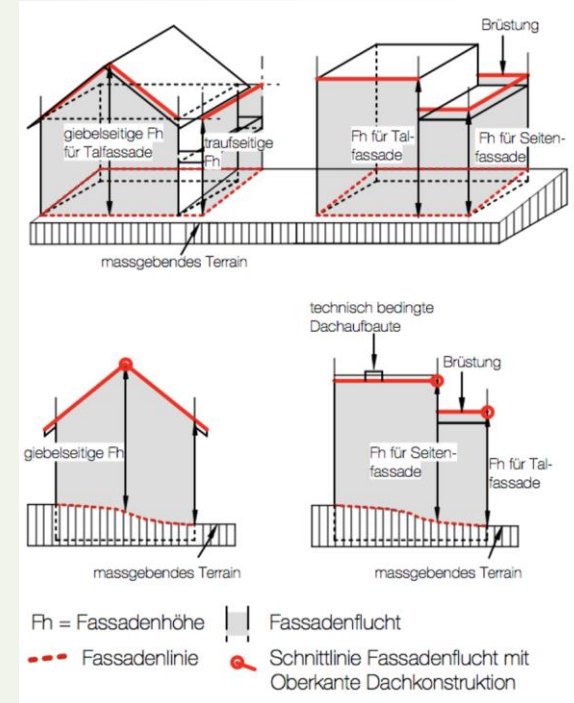 Brüstung
giebelseitige Fh
für Talfassade
traufseitige
Fh
Fh für Tal-
fassade
Fh für Seiten-
fassade
massgebendes Terrain
technisch bedingte
Dachaufbaute
Brüstung
giebelseitige Fh
Fh für Seiten-
fassade
Fh für Tal-
fassade
massgebendes Terrain
massgebendes Terrain
Fh = Fassadenhöhe
Fassadenflucht
Fassadenlinie
Schnittlinie Fassadenflucht mit
Oberkante Dachkonstruktion